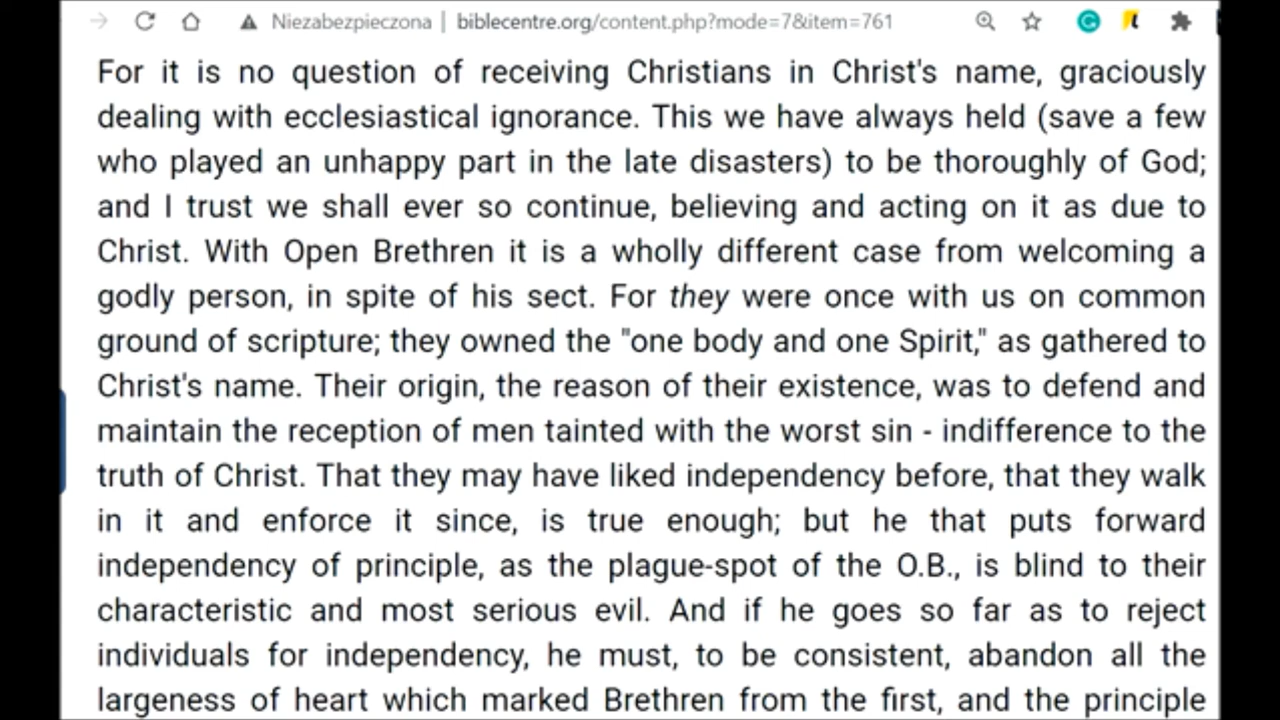 Niezabezpieczona | biblecentre.org/content.php?mode=7&item=761
For it is no question of receiving Christians in Christ's name, graciously
dealing with ecclesiastical ignorance. This we have always held (save a few
who played an unhappy part in the late disasters) to be thoroughly of God;
and I trust we shall ever so continue, believing and acting on it as due to
Christ. With Open Brethren it is a wholly different case from welcoming a
godly person, in spite of his sect. For they were once with us on common
ground of scripture; they owned the "one body and one Spirit," as gathered to
Christ's name. Their origin, the reason of their existence, was to defend and
maintain the reception of men tainted with the worst sin - indifference to the
truth of Christ. That they may have liked independency before, that they walk
in it and enforce it since, is true enough; but he that puts forward
independency of principle, as the plague-spot of the O.B., is blind to their
characteristic and most serious evil. And if he goes so far as to reject
individuals for independency, he must, to be consistent, abandon all the
largeness of heart which marked Brethren from the first, and the principle